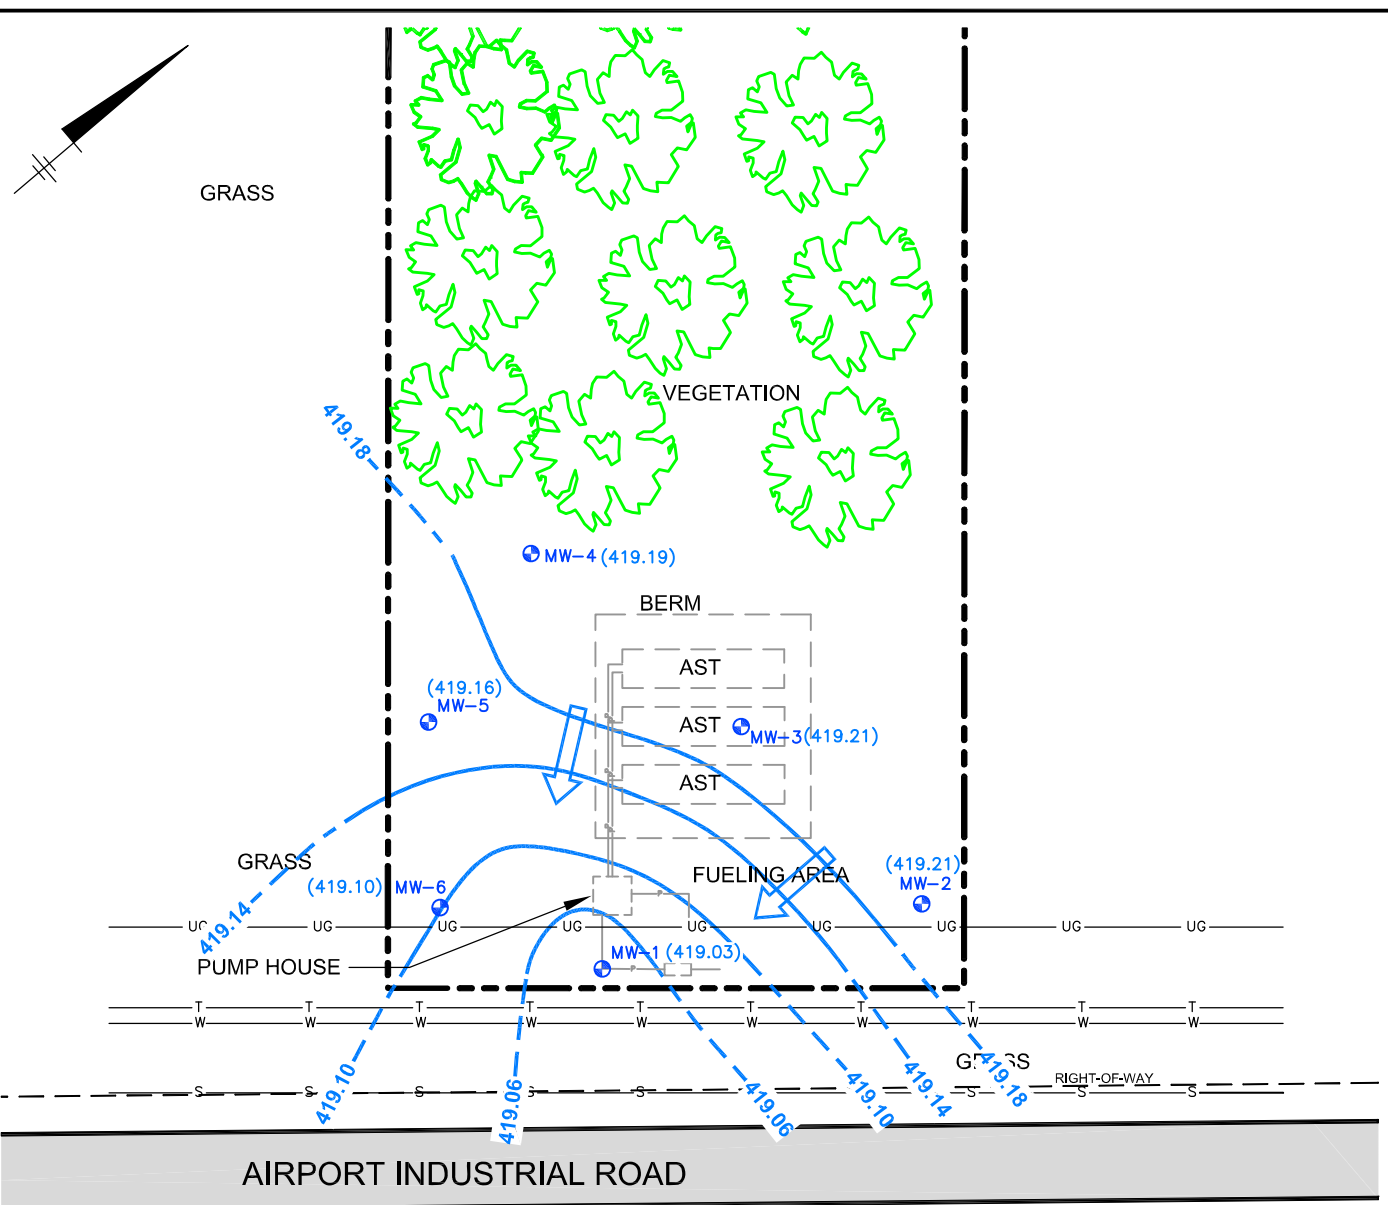 GRASS
VEGETATION
419.18
MW-4 (419.19)
BERM
AST
(419.16)
MW-5
AST
MW-3 (419.21)
AST
GRASS
FUELING AREA
(419.21)
MW-2
(419.10) MW-6
419.14
UG UG UG UG UG UG UG UG UG
MW-1 (419.03)
P
P
PUMP HOUSE
T T T T T T T T T T
W W W W W W W W W W
GRASS
419.18
RIGHT-OF-WAY
S S S S S S S S
419.10
419.06
419.06
419.10
419.14
AIRPORT INDUSTRIAL ROAD